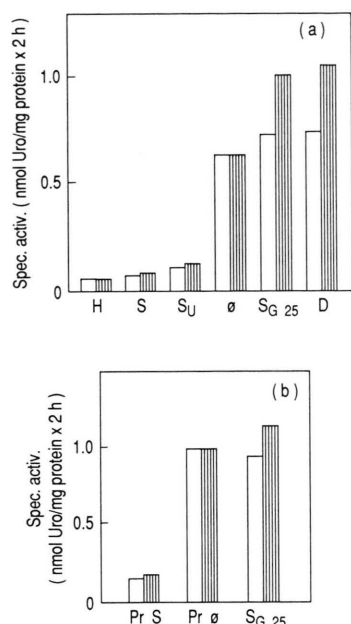 (a)
Spec. activ. ( nmol Uro/mg protein x 2 h )
1.0
0.5
0
H S SU ø SG 25 D
(b)
Spec. activ.
( nmol Uro/mg protein x 2 h )
1.0
0.5
0
Pr S Pr ø SG 25